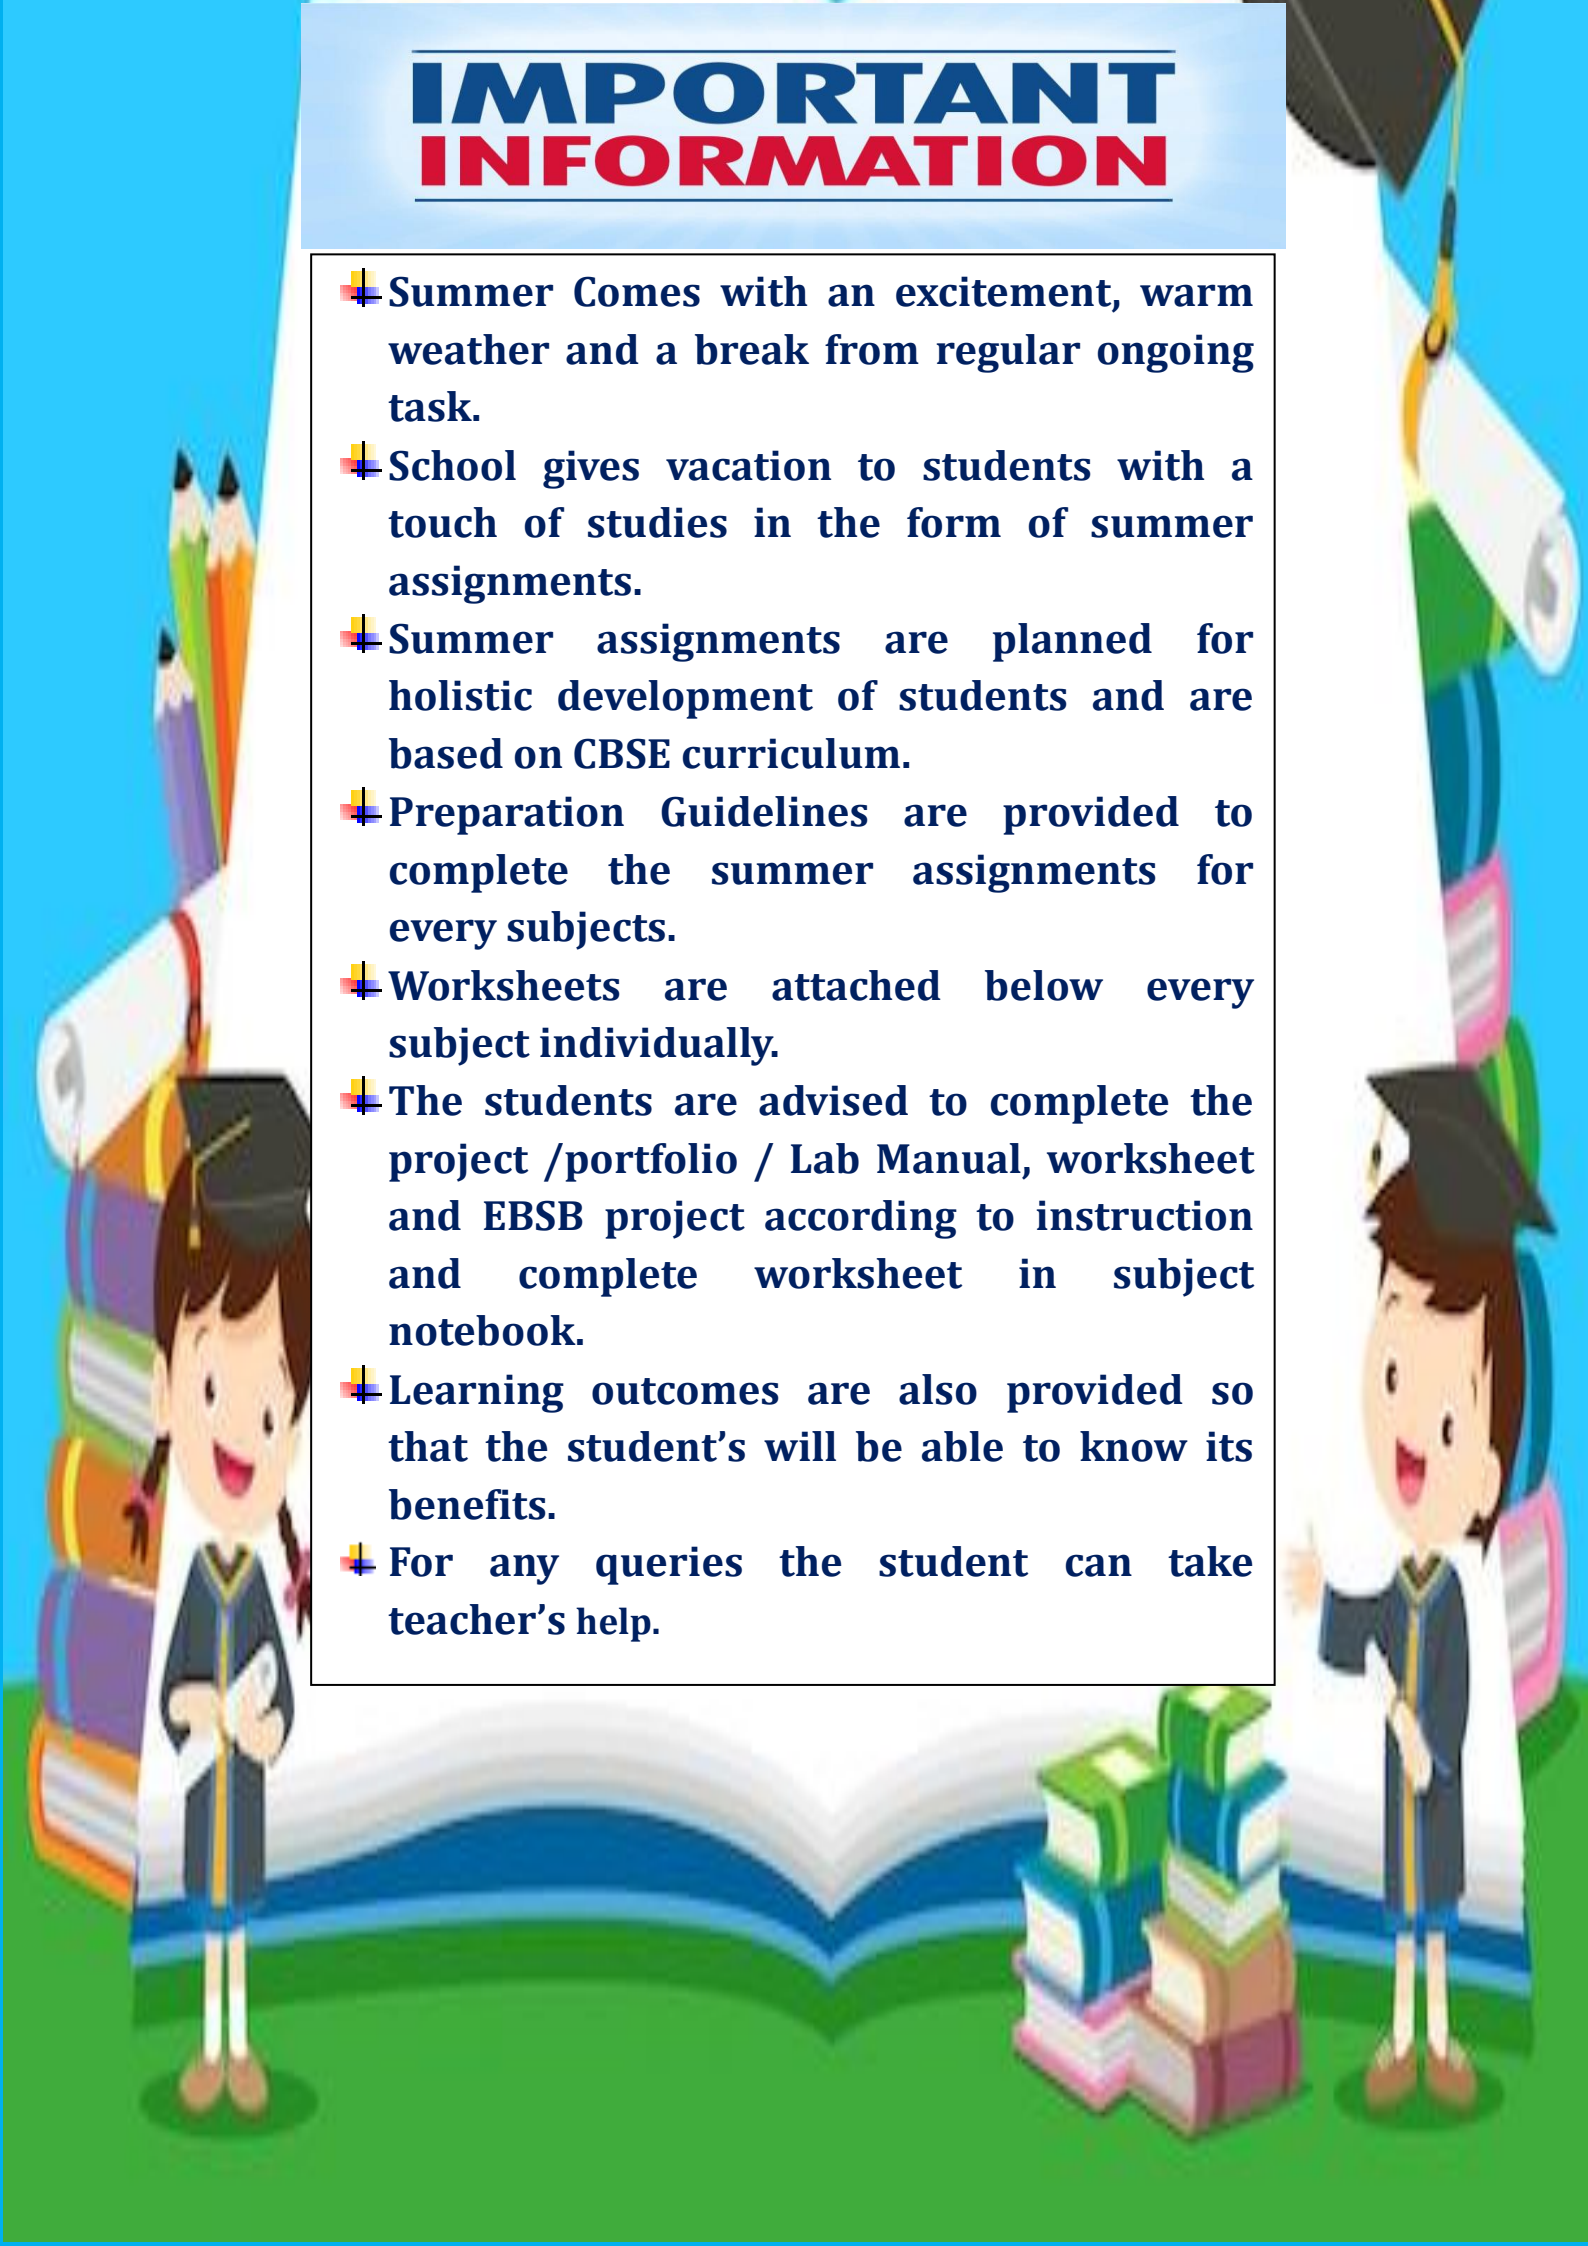 IMPORTANT
INFORMATION
Summer Comes with an excitement, warm
weather and a break from regular ongoing
task.
School gives vacation to students with a
touch of studies in the form of summer
assignments.
Summer assignments are planned for
holistic development of students and are
based on CBSE curriculum.
Preparation Guidelines are provided to
complete the summer assignments for
every subjects.
Worksheets are attached below every
subject individually.
The students are advised to complete the
project /portfolio / Lab Manual, worksheet
and EBSB project according to instruction
and complete worksheet in subject
notebook.
Learning outcomes are also provided so
that the student’s will be able to know its
benefits.
For any queries the student can take
teacher’s help.